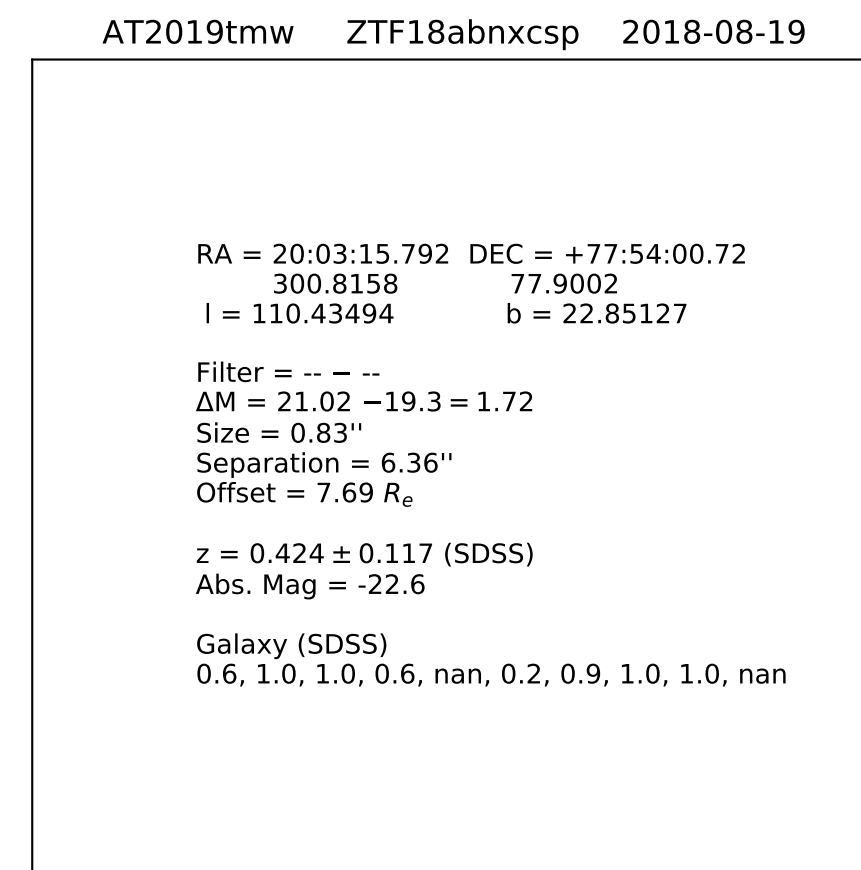 AT2019tmw ZTF18abnxcsp 2018-08-19
RA = 20:03:15.792 DEC = +77:54:00.72
300.8158 77.9002
l = 110.43494 b = 22.85127
Filter = -- − --
ΔM = 21.02 −19.3 = 1.72
Size = 0.83''
Separation = 6.36''
Offset = 7.69 Rₑ
z = 0.424 ± 0.117 (SDSS)
Abs. Mag = -22.6
Galaxy (SDSS)
0.6, 1.0, 1.0, 0.6, nan, 0.2, 0.9, 1.0, 1.0, nan